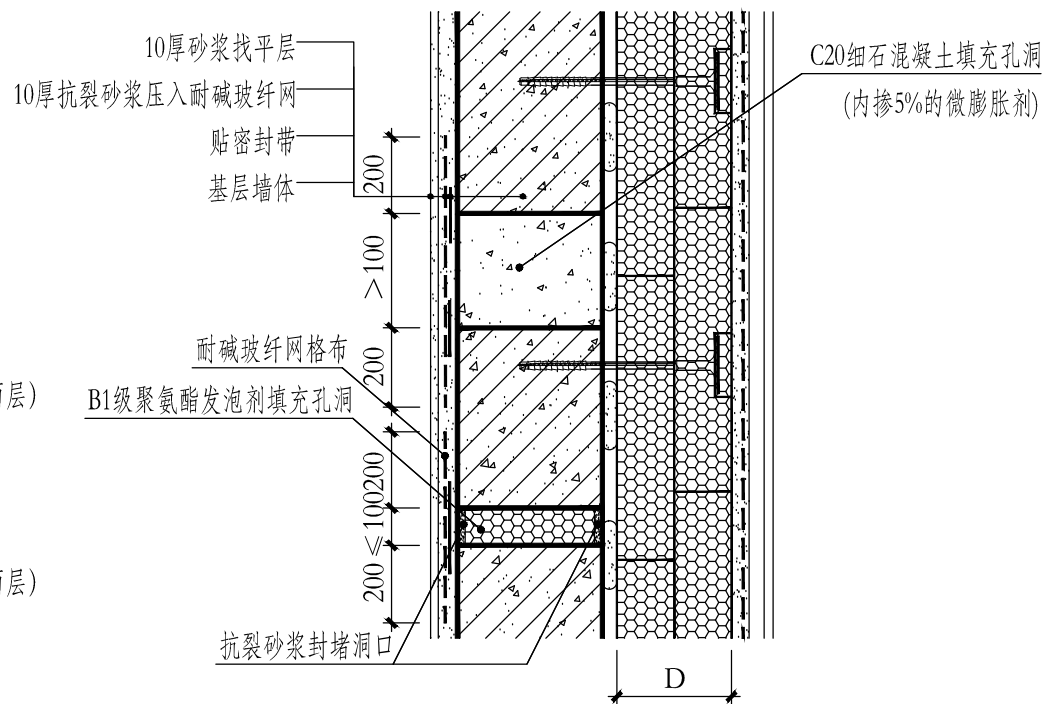 10厚砂浆找平层
10厚抗裂砂浆压入耐碱玻纤网
贴密封带
基层墙体
C20细石混凝土填充孔洞
(内掺5%的微膨胀剂)
200
>100
200
耐碱玻纤网格布
层)
B1级聚氨酯发泡剂填充孔洞
200
≤100
200
层)
抗裂砂浆封堵洞口
D